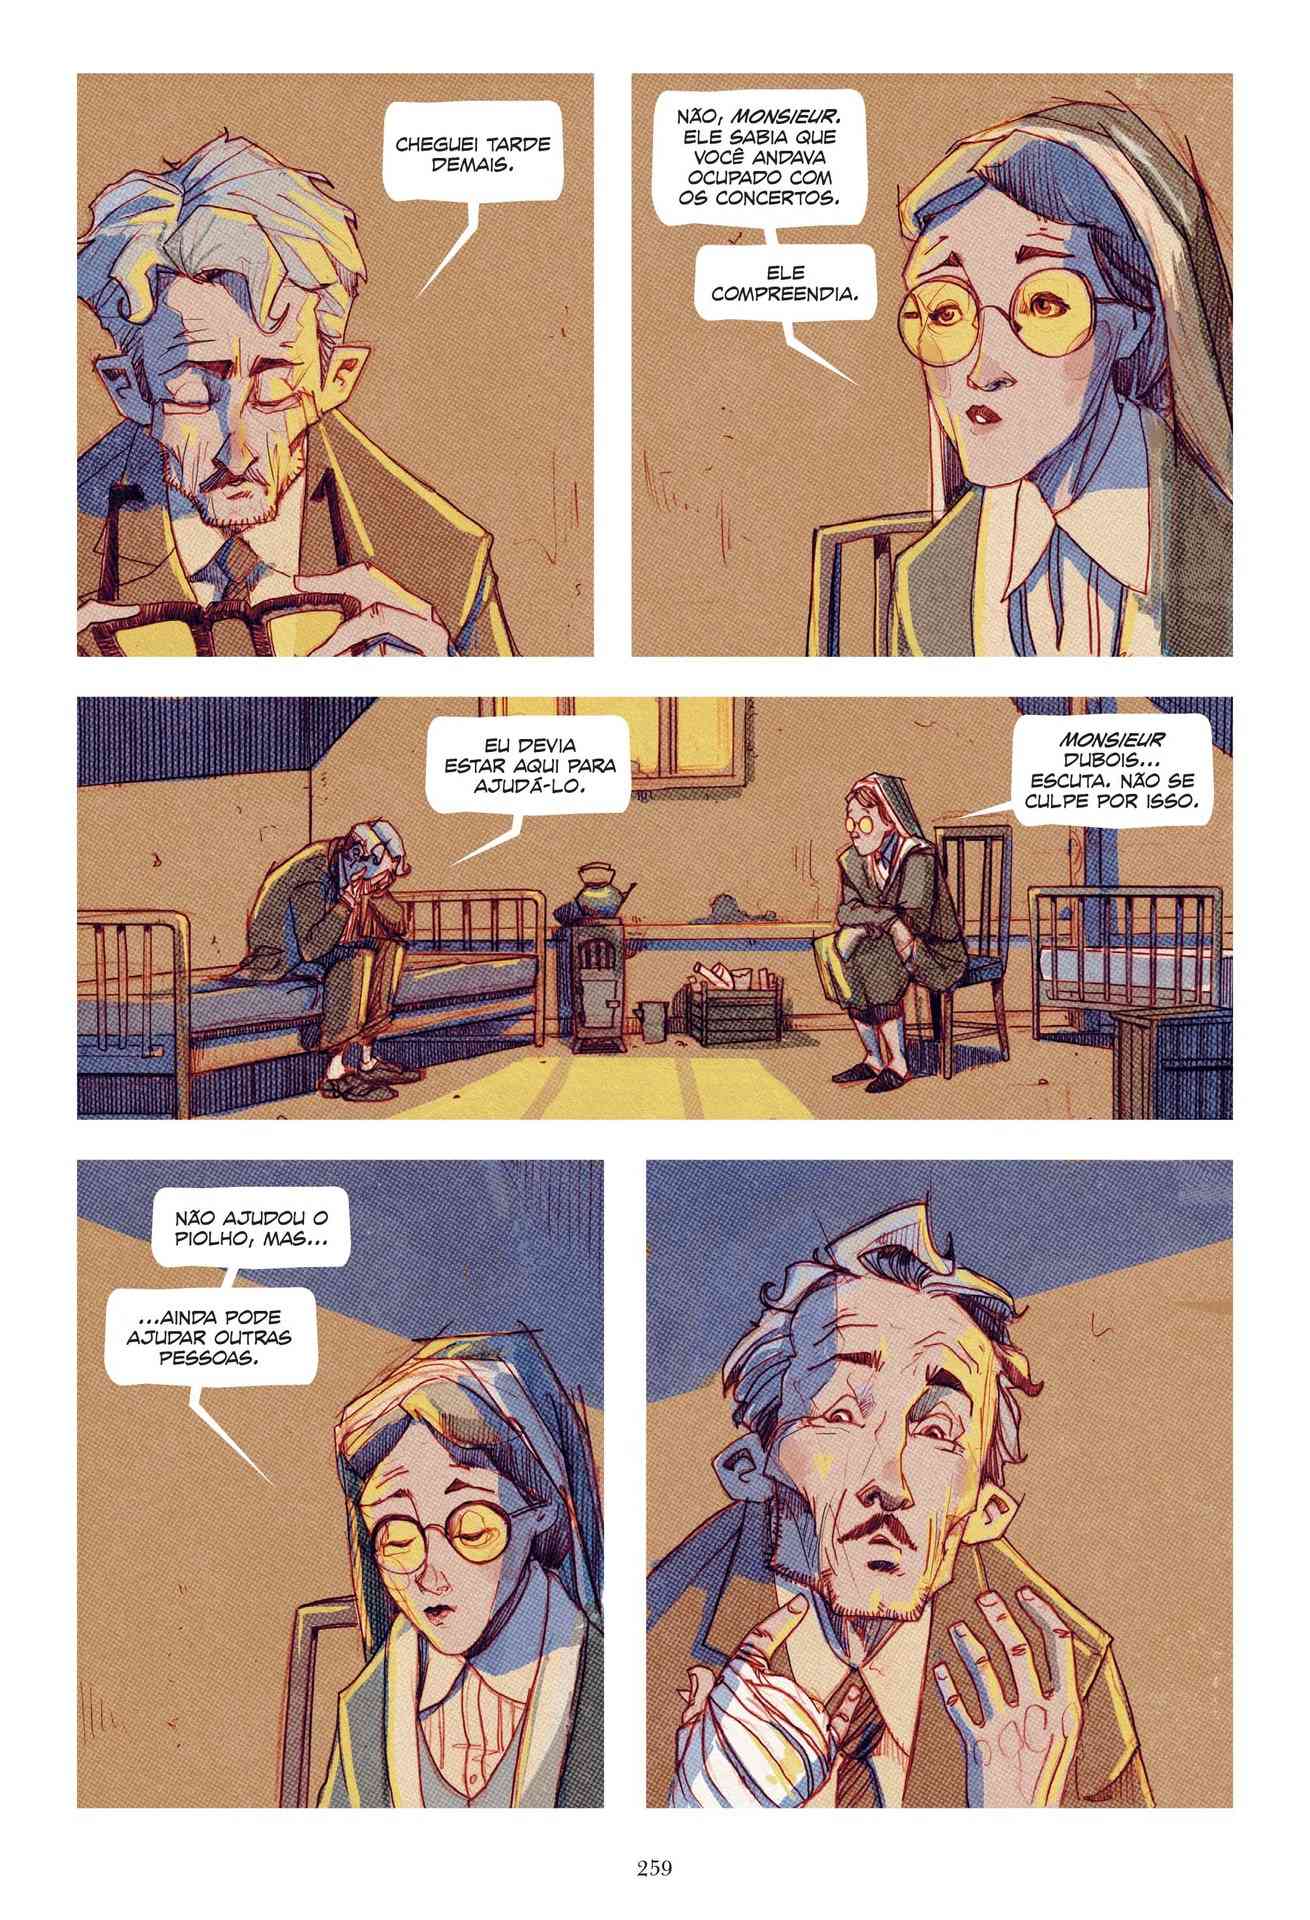 CHEGUEI TARDE
DEMAIS.
NÃO, MONSIEUR.
ELE SABIA QUE
VOCÊ ANDAVA
OCUPADO COM
OS CONCERTOS.
ELE
COMPREENDIA.
EU DEVIA
ESTAR AQUI PARA
AJUDÁ-LO.
MONSIEUR
DUBOIS...
ESCUTA. NÃO SE
CULPE POR ISSO.
NÃO AJUDOU O
PIOLHO, MAS...
...AINDA PODE
AJUDAR OUTRAS
PESSOAS.
259